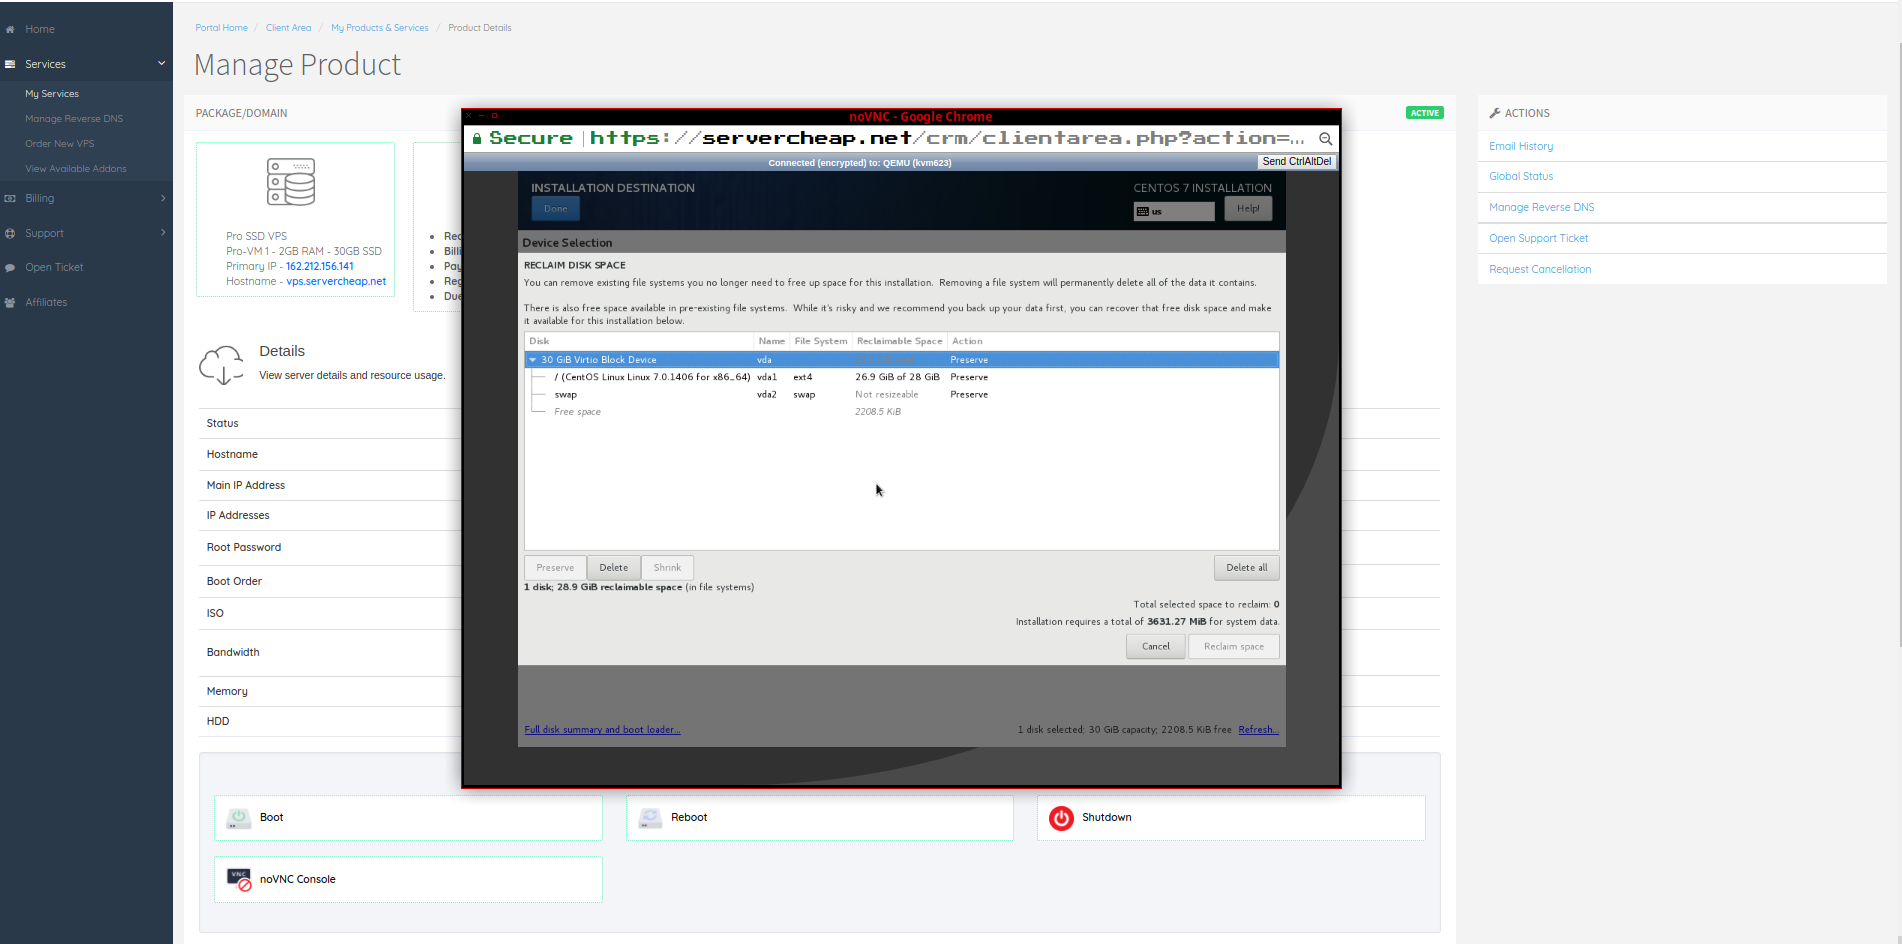 Home
Services
My Services
Manage Reverse DNS
Order New VPS
View Available Addons
Billing
Support
Open Ticket
Affiliates
Portal Home / Client Area / My Products & Services / Product Details
Manage Product
PACKAGE/DOMAIN
ACTIVE
Pro SSD VPS
Pro-VM 1 - 2GB RAM - 30GB SSD
Primary IP - 162.212.156.141
Hostname - vps.servercheap.net
Rec
Billi
Pay
Reg
Due
Details
View server details and resource usage.
Status
Hostname
Main IP Address
IP Addresses
Root Password
Boot Order
ISO
Bandwidth
Memory
HDD
noVNC - Google Chrome
Secure | https://servercheap.net/crm/clientarea.php?action=...
Connected (encrypted) to: QEMU (kvm623)
Send CtrlAltDel
INSTALLATION DESTINATION
CENTOS 7 INSTALLATION
Done
us
Help!
Device Selection
RECLAIM DISK SPACE
You can remove existing file systems you no longer need to free up space for this installation. Removing a file system will permanently delete all of the data it contains.
There is also free space available in pre-existing file systems. While it's risky and we recommend you back up your data first, you can recover that free disk space and make
it available for this installation below.
Disk Name File System Reclaimable Space Action
30 GiB Virtio Block Device vda Preserve
/ (CentOS Linux Linux 7.0.1406 for x86_64) vda1 ext4 26.9 GiB of 28 GiB Preserve
swap vda2 swap Not resizeable Preserve
Free space 2208.5 KiB
Preserve Delete Shrink Delete all
1 disk; 28.9 GiB reclaimable space (in file systems)
Total selected space to reclaim: 0
Installation requires a total of 3631.27 MiB for system data.
Cancel Reclaim space
Full disk summary and boot loader...
1 disk selected; 30 GiB capacity; 2208.5 KiB free Refresh...
Boot
Reboot
Shutdown
VNC
noVNC Console
ACTIONS
Email History
Global Status
Manage Reverse DNS
Open Support Ticket
Request Cancellation